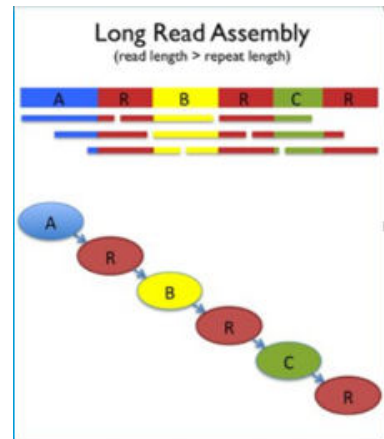 Long Read Assembly
(read length > repeat length)
A R B R C R
A
R
B
R
C
R